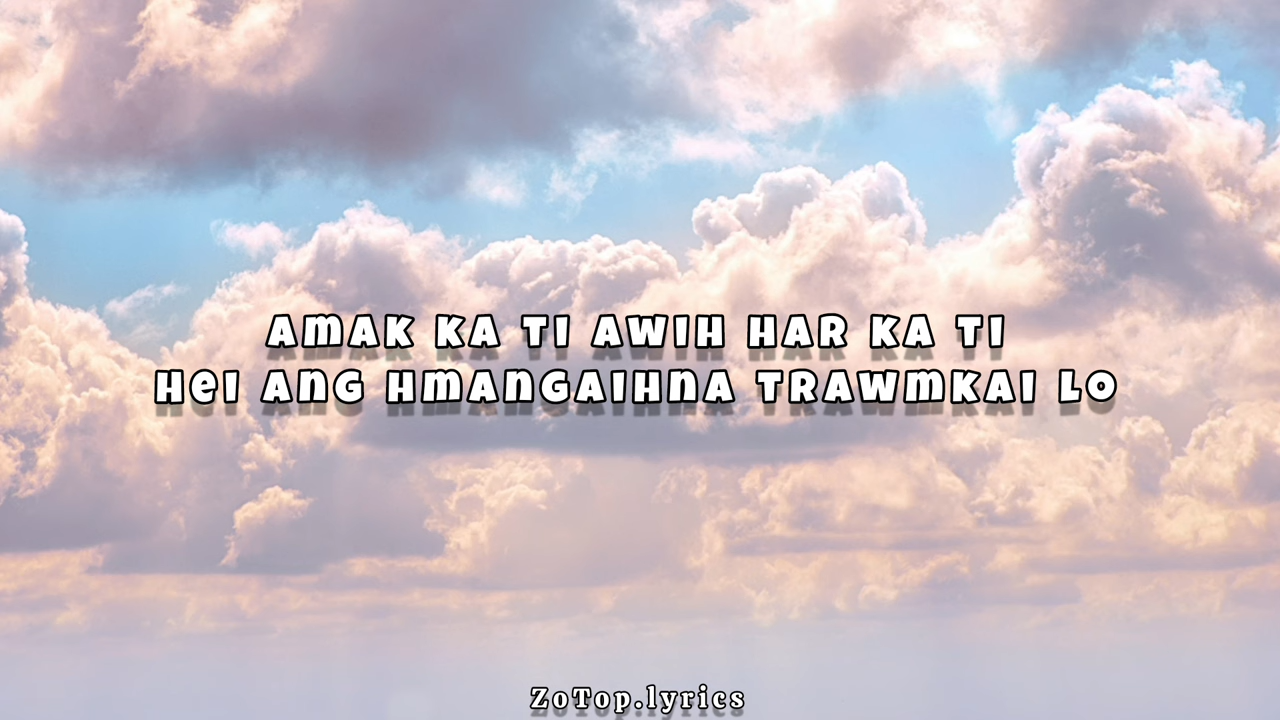 AMAK KA TI AWIH HAR KA TI
HEI ANG HMANGAIHNA TRAWMKAI LO
ZoTop.lyrics